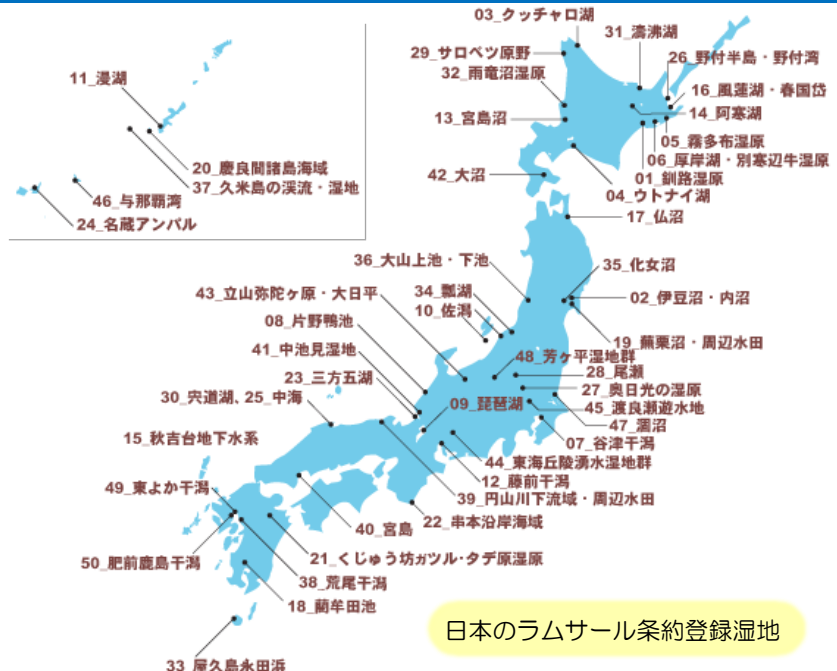 03_クッチャロ湖
31_濤沸湖
29_サロベツ原野
26_野付半島・野付湾
32_雨竜沼湿原
16_風蓮湖・春国岱
11_漫湖
13_宮島沼
14_阿寒湖
05_霧多布湿原
20_慶良間諸島海域
06_厚岸湖・別寒辺牛湿原
37_久米島の渓流・湿地
42_大沼
01_釧路湿原
46_与那覇湾
04_ウトナイ湖
24_名蔵アンパル
17_仏沼
36_大山上池・下池
35_化女沼
43_立山弥陀ヶ原・大日平
34_瓢湖
02_伊豆沼・内沼
10_佐潟
08_片野鴨池
19_蕪栗沼・周辺水田
41_中池見湿地
48_芳ヶ平湿地群
28_尾瀬
23_三方五湖
27_奥日光の湿原
30_宍道湖、25_中海
09_琵琶湖
45_渡良瀬遊水地
47_涸沼
15_秋吉台地下水系
07_谷津干潟
44_東海丘陵湧水湿地群
12_藤前干潟
49_東よか干潟
39_円山川下流域・周辺水田
22_串本沿岸海域
40_宮島
50_肥前鹿島干潟
21_くじゅう坊ガツル・タデ原湿原
38_荒尾干潟
18_藺牟田池
日本のラムサール条約登録湿地
33_屋久島永田浜